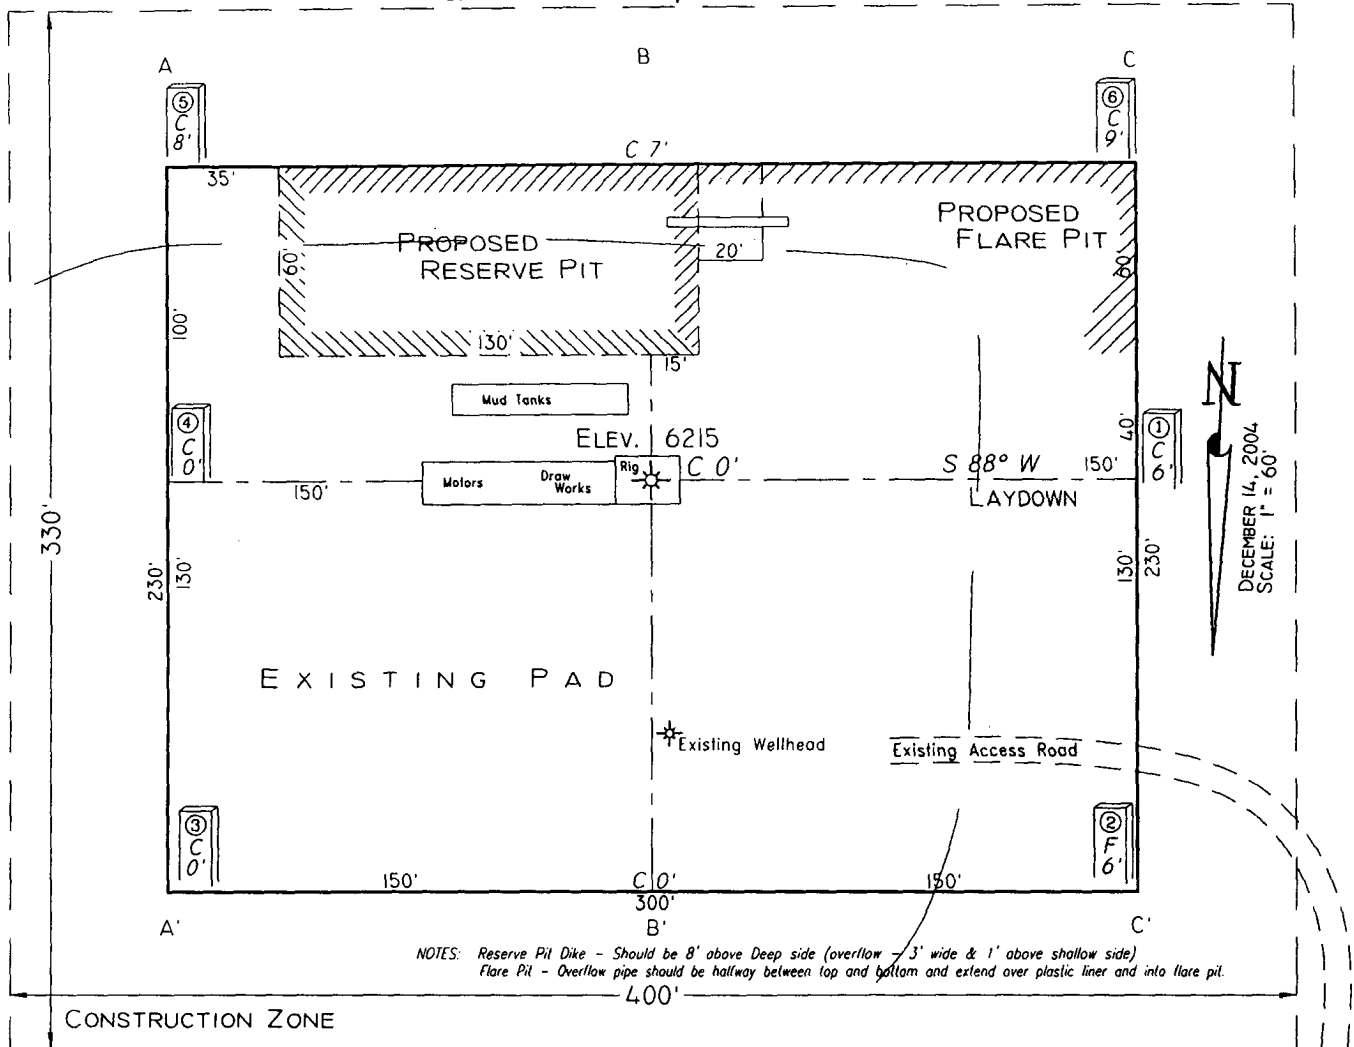 A
B
C
⑤
C
8'
⑥
C
9'
C 7'
35'
PROPOSED
RESERVE PIT
60'
20'
PROPOSED
FLARE PIT
60'
100'
130'
15'
Mud Tanks
④
C
0'
ELEV. 6215
Rig
C 0'
Motors
Draw
Works
150'
S 88° W
150'
LAYDOWN
40'
①
C
6'
N
DECEMBER 14, 2004
SCALE: 1" = 60'
330'
230'
130'
130'
230'
EXISTING PAD
Existing Wellhead
Existing Access Road
③
C
0'
②
F
6'
150'
C 0'
150'
300'
A'
B'
C'
NOTES: Reserve Pit Dike - Should be 8' above Deep side (overflow - 3' wide & 1' above shallow side)
Flare Pit - Overflow pipe should be halfway between top and bottom and extend over plastic liner and into flare pit.
400'
CONSTRUCTION ZONE